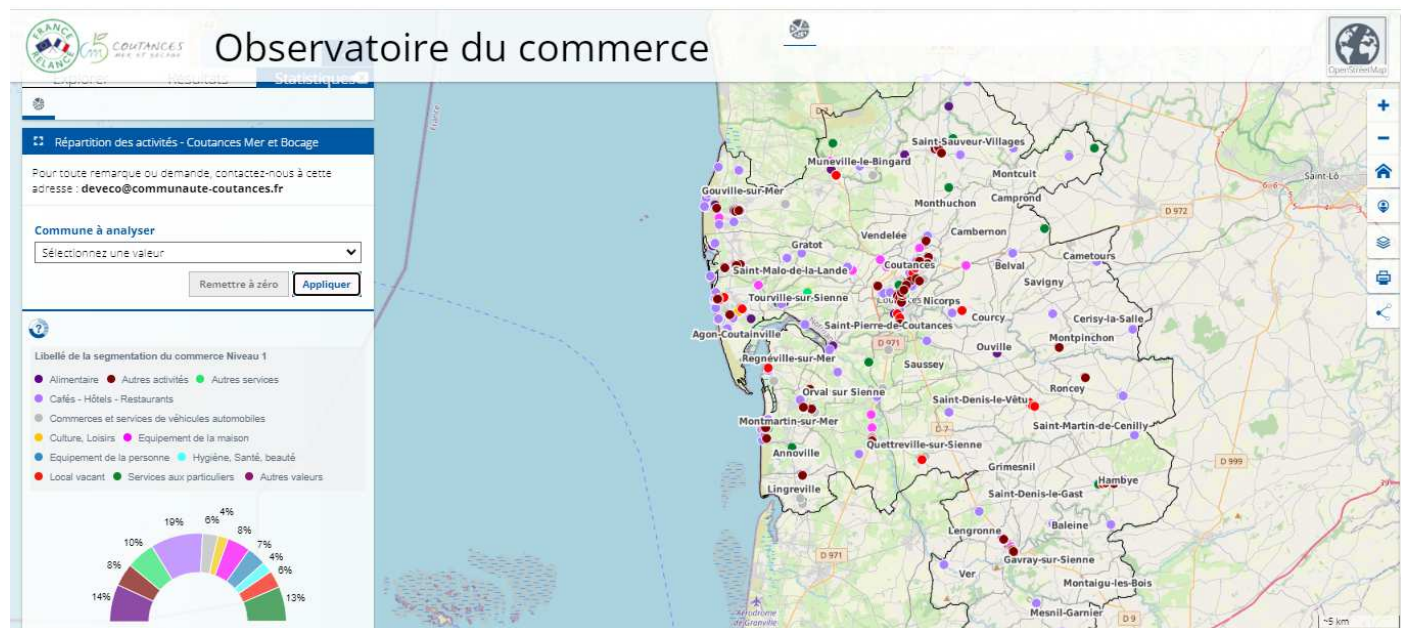 FRANCE
RELANCE
COUTANCES
MER ET BOCAGE
Observatoire du commerce
OpenStreetMap
Explorer Résultats Statistiques
Répartition des activités - Coutances Mer et Bocage
Pour toute remarque ou demande, contactez-nous à cette
adresse : deveco@communaute-coutances.fr
Commune à analyser
Sélectionnez une valeur
Remettre à zéro Appliquer
Libellé de la segmentation du commerce Niveau 1
Alimentaire Autres activités Autres services
Cafés - Hôtels - Restaurants
Commerces et services de véhicules automobiles
Culture, Loisirs Equipement de la maison
Equipement de la personne Hygiène, Santé, beauté
Local vacant Services aux particuliers Autres valeurs
14%
8%
10%
19%
6%
4%
8%
7%
4%
6%
13%
France
D 2
Saint-Sauveur-Villages
Muneville-le-Bingard
Montcuit
Saint-Lô
Gouville-sur-Mer
Monthuchon
Camprond
D 972
Vendelée
Cambernon
Gratot
Coutances
Belval
Cametours
Saint-Malo-de-la-Lande
Savigny
Tourville-sur-Sienne
Nicorps
Courcy
Cerisy-la-Salle
Saint-Pierre-de-Coutances
Agon-Coutainville
D 971
Ouville
Montpinchon
Regnéville-sur-Mer
Saussey
Roncey
Orval sur Sienne
Saint-Denis-le-Vêtu
Montmartin-sur-Mer
D 7
Saint-Martin-de-Cenilly
Quettreville-sur-Sienne
Annoville
Grimesnil
D 999
Lingreville
Saint-Denis-le-Gast
Hambye
Lengronne
Baleine
D 971
Gavray-sur-Sienne
Ver
Montaigu-les-Bois
Aérodrome
de Granville
Mesnil-Garnier
D 9
~5 km